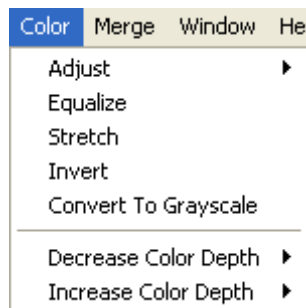 Color Merge Window He
Adjust
Equalize
Stretch
Invert
Convert To Grayscale
Decrease Color Depth
Increase Color Depth